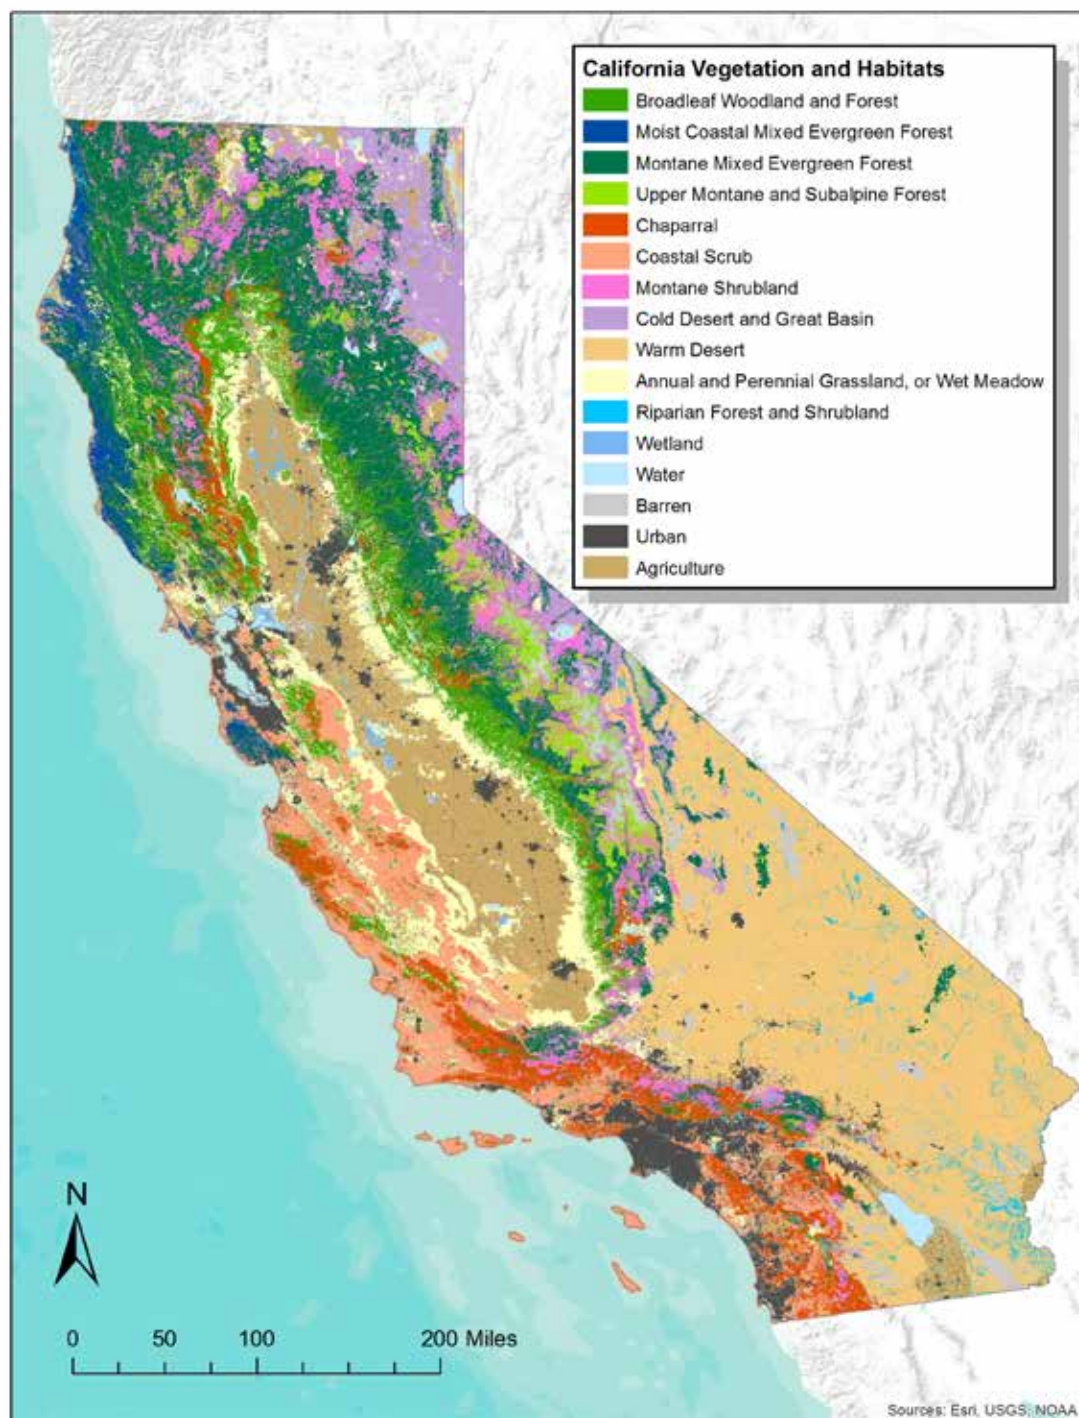 California Vegetation and Habitats
Broadleaf Woodland and Forest
Moist Coastal Mixed Evergreen Forest
Montane Mixed Evergreen Forest
Upper Montane and Subalpine Forest
Chaparral
Coastal Scrub
Montane Shrubland
Cold Desert and Great Basin
Warm Desert
Annual and Perennial Grassland, or Wet Meadow
Riparian Forest and Shrubland
Wetland
Water
Barren
Urban
Agriculture
N
0 50 100 200 Miles
Sources: Esri, USGS, NOAA